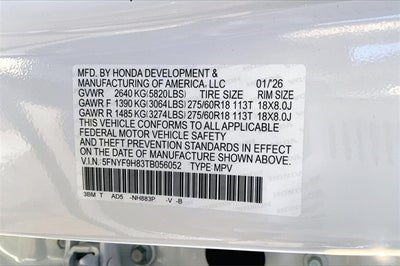 MFD. BY HONDA DEVELOPMENT &
MANUFACTURING OF AMERICA, LLC 01/26
GVWR 2640 KG(5820LBS) TIRE SIZE RIM SIZE
GAWR F 1390 KG(3064LBS) 275/60R18 113T 18X8.0J
GAWR R 1485 KG(3274LBS) 275/60R18 113T 18X8.0J
THIS VEHICLE CONFORMS TO ALL APPLICABLE
FEDERAL MOTOR VEHICLE SAFETY
AND THEFT PREVENTION STANDARDS IN EFFECT
ON THE DATE OF MANUFACTURE SHOWN ABOVE.
V.I.N. 5FNYF9H83TB056052 TYPE MPV
3BM T AD5 -NH883P -V -B